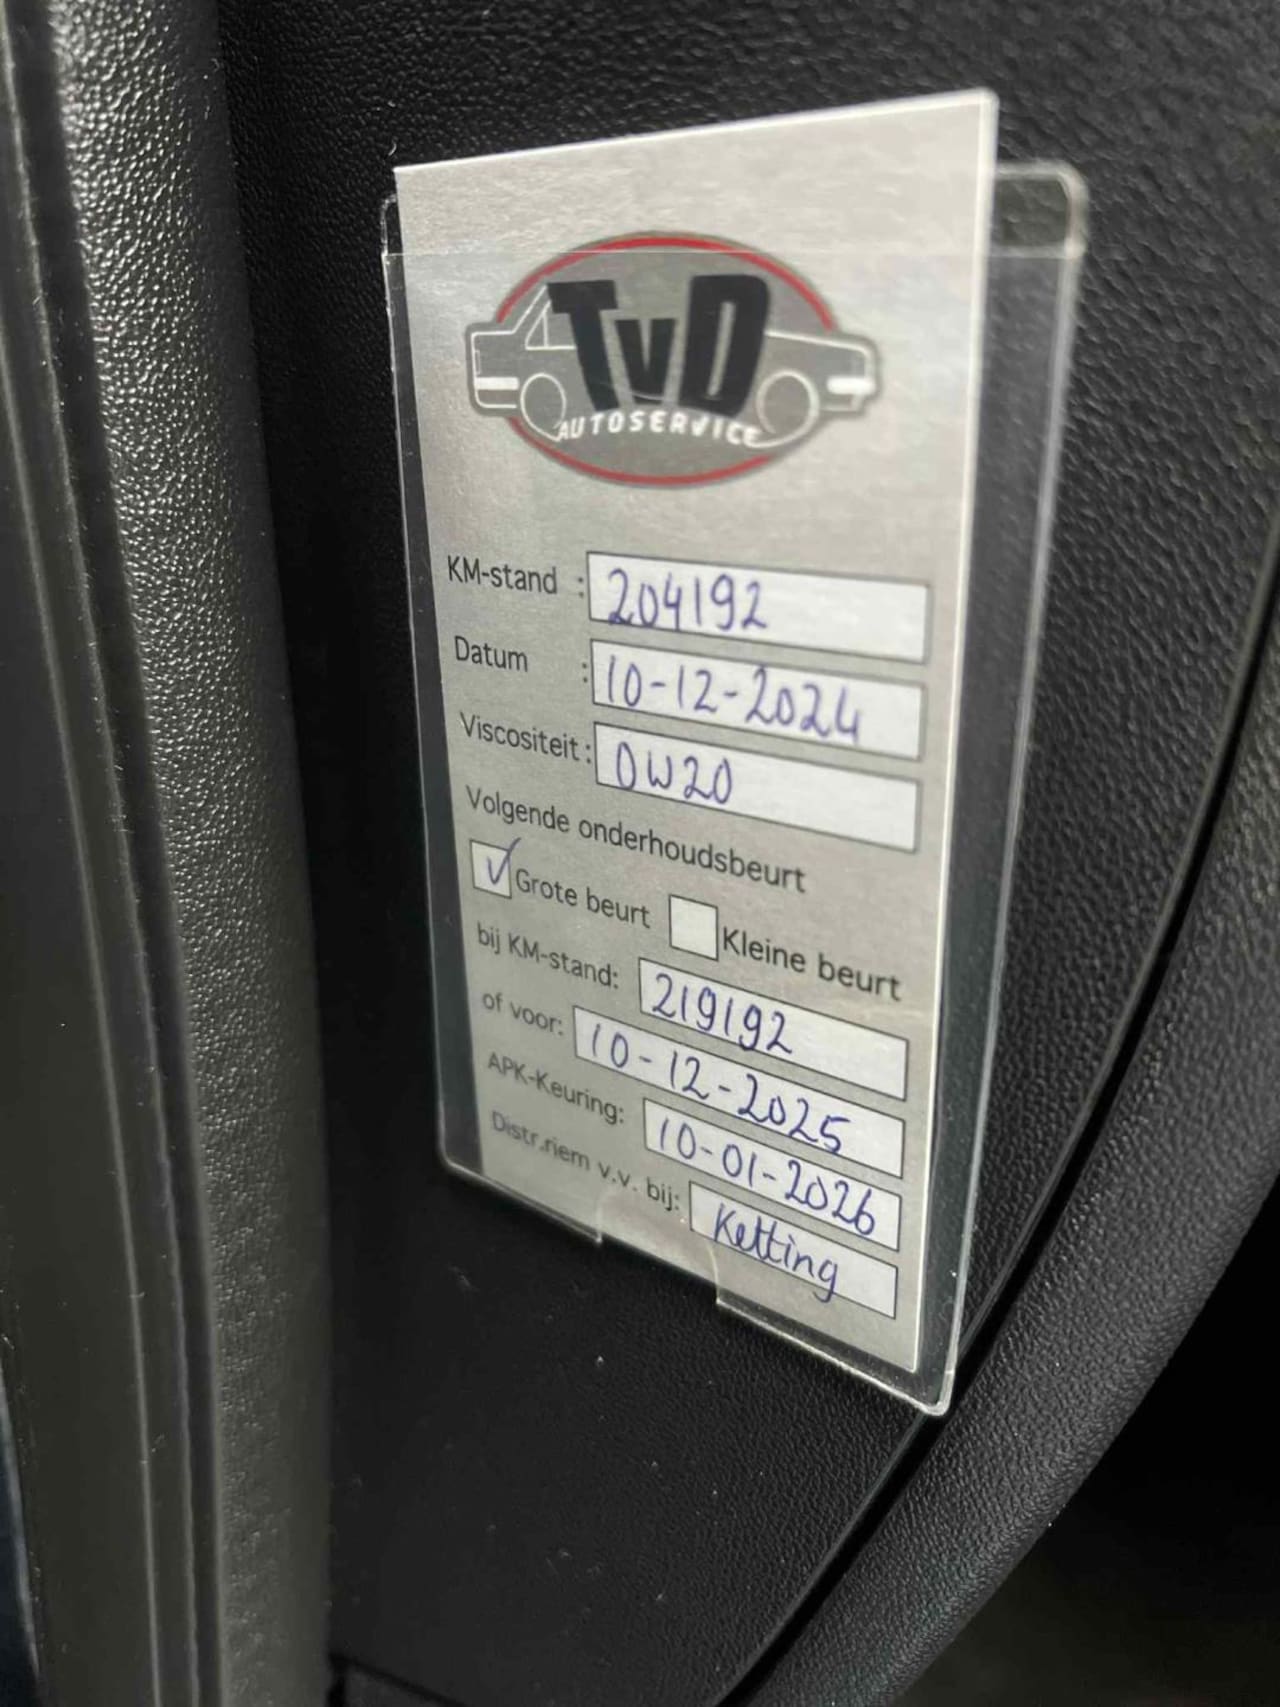 TvD
AUTOSERVICE
KM-stand : 204192
Datum : 10-12-2024
Viscositeit : 0W20
Volgende onderhoudsbeurt
✓ Grote beurt Kleine beurt
bij KM-stand: 219192
of voor: 10-12-2025
APK-Keuring: 10-01-2026
Distr.riem v.v. bij: Ketting